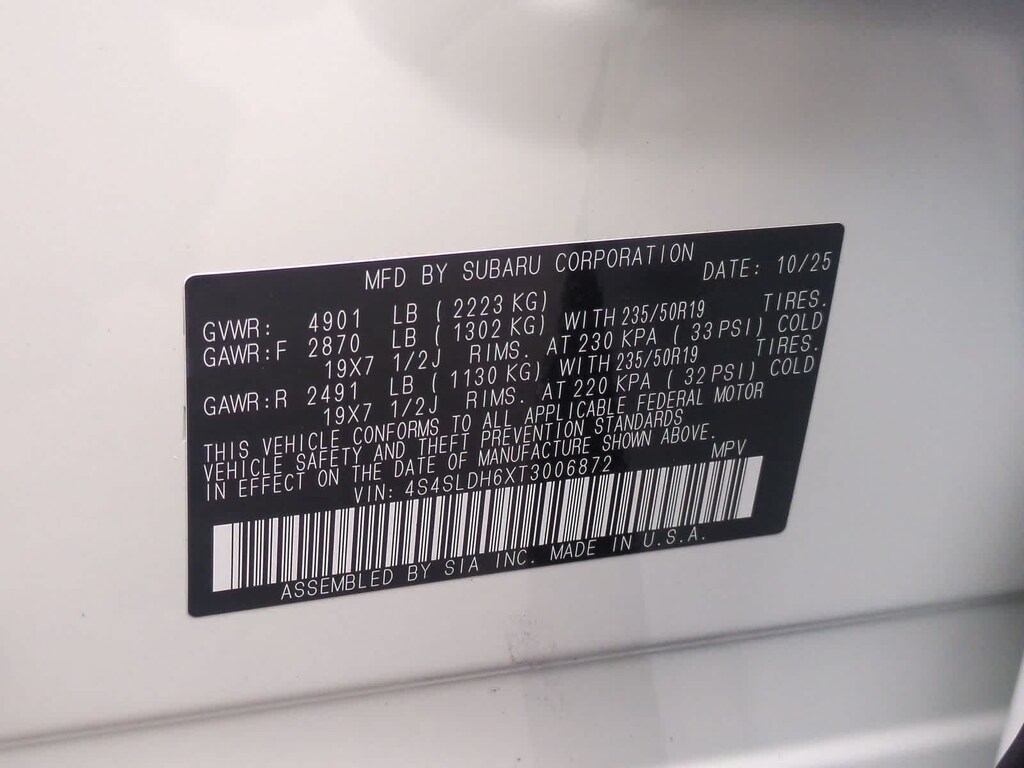 MFD BY SUBARU CORPORATION DATE: 10/25
GVWR: 4901 LB ( 2223 KG)
GAWR:F 2870 LB ( 1302 KG) WITH 235/50R19 TIRES.
19X7 1/2J RIMS. AT 230 KPA ( 33 PSI) COLD
GAWR:R 2491 LB ( 1130 KG) WITH 235/50R19 TIRES.
19X7 1/2J RIMS. AT 220 KPA ( 32 PSI) COLD
THIS VEHICLE CONFORMS TO ALL APPLICABLE FEDERAL MOTOR
VEHICLE SAFETY AND THEFT PREVENTION STANDARDS
IN EFFECT ON THE DATE OF MANUFACTURE SHOWN ABOVE.
VIN: 4S4SLDH6XT3006872 MPV
ASSEMBLED BY SIA INC. MADE IN U.S.A.